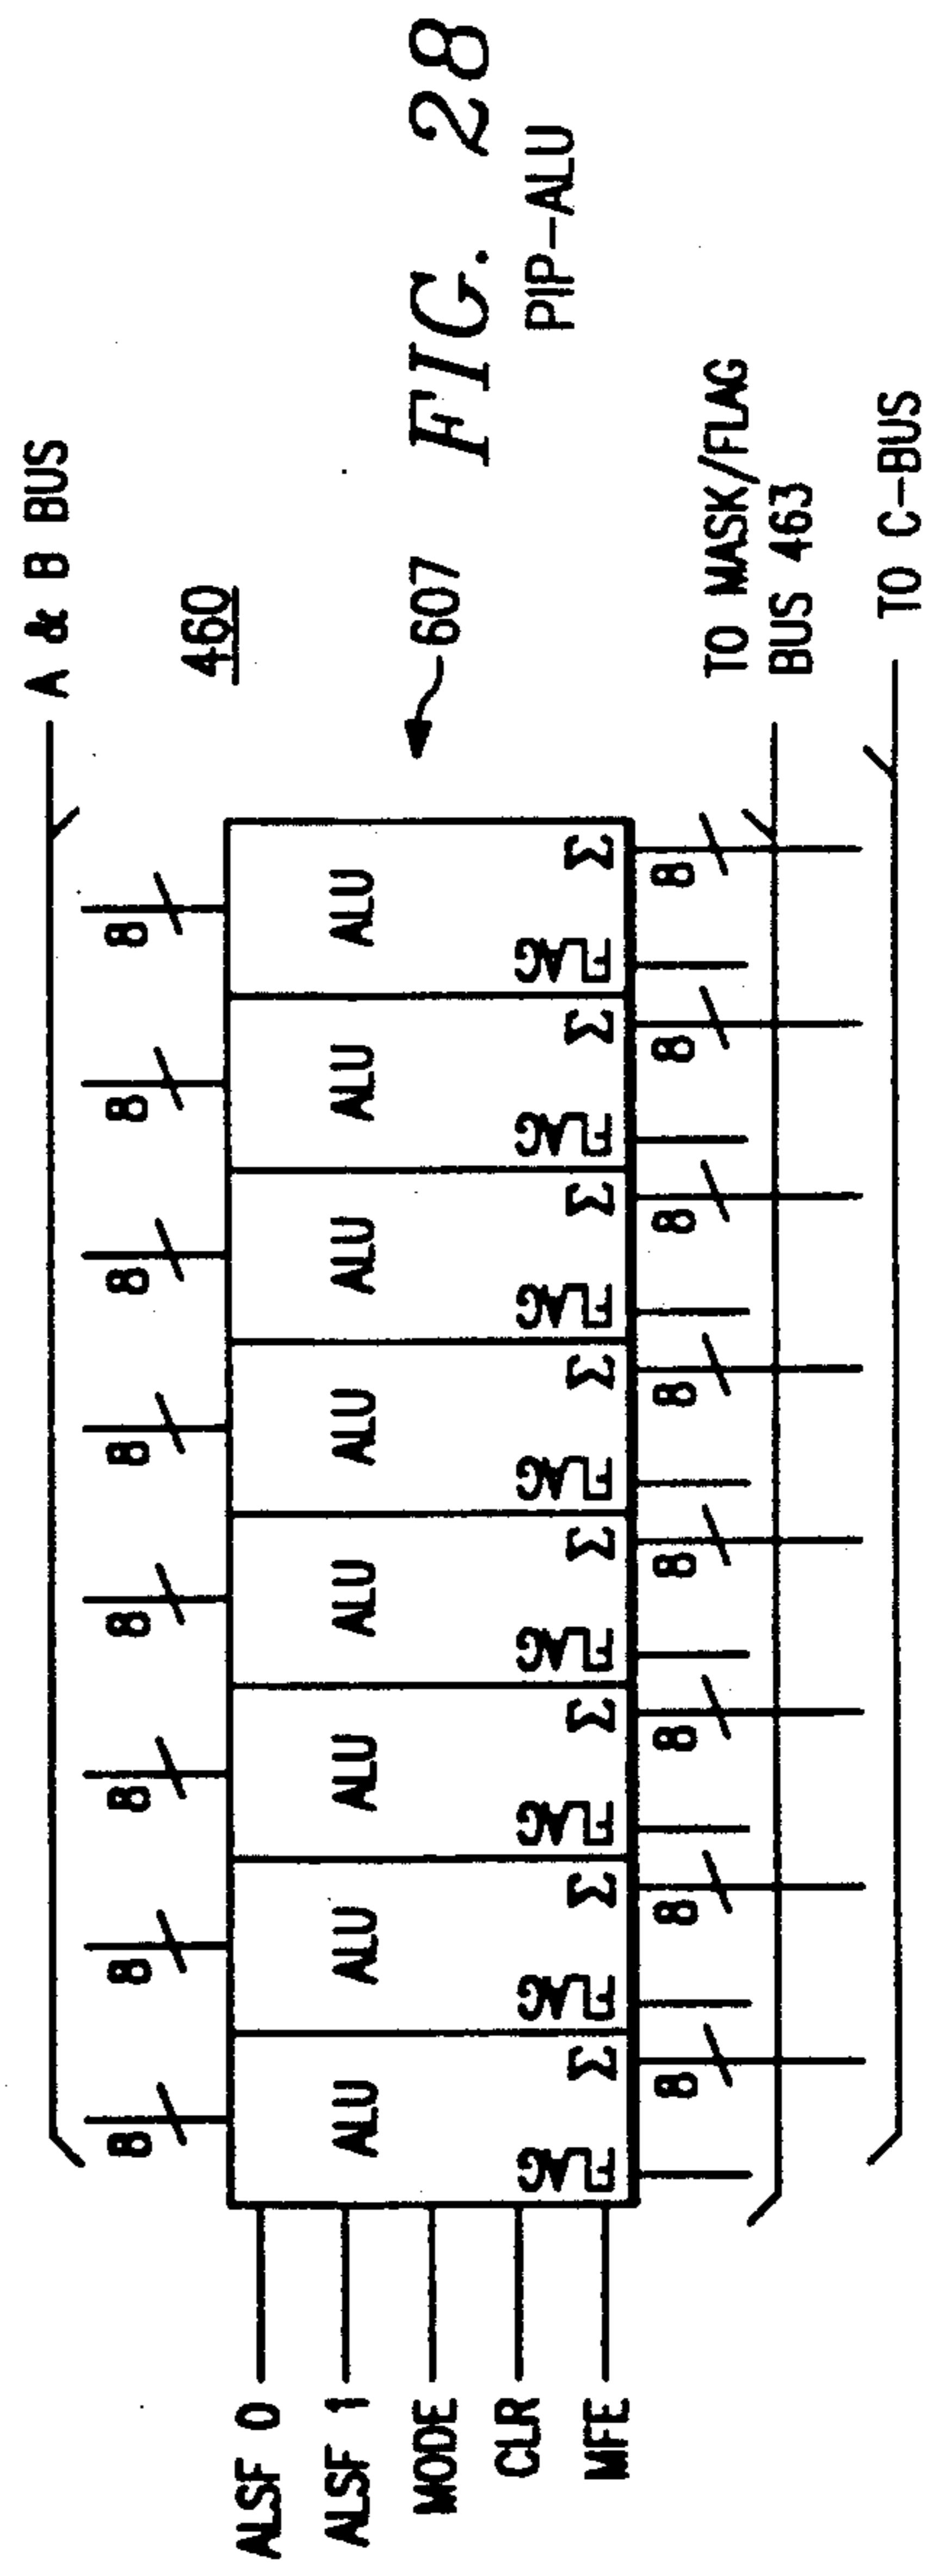 A & B BUS
460
607
FIG. 28
PIP-ALU
8 8 8 8 8 8 8 8
ALSF 0
ALSF 1
MODE
CLR
MFE
ALU ALU ALU ALU ALU ALU ALU ALU
FLAG Σ FLAG Σ FLAG Σ FLAG Σ FLAG Σ FLAG Σ FLAG Σ FLAG Σ
8 8 8 8 8 8 8 8
TO MASK/FLAG
BUS 463
TO C-BUS